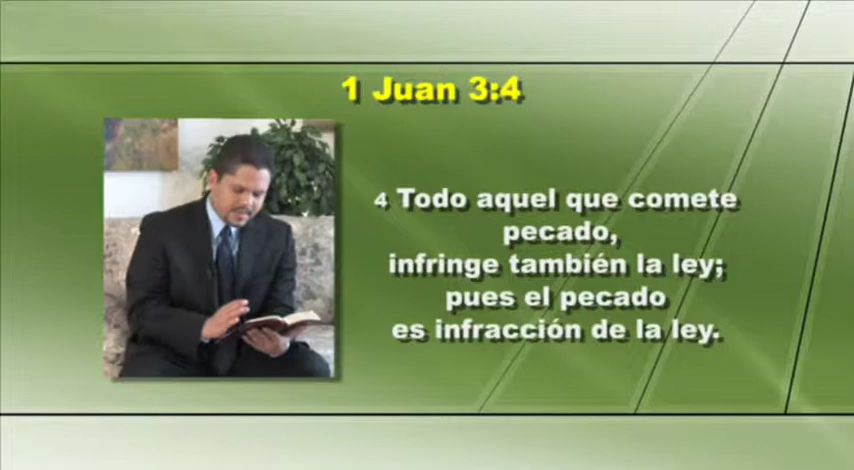 1 Juan 3:4
4 Todo aquel que comete
pecado,
infringe también la ley;
pues el pecado
es infracción de la ley.